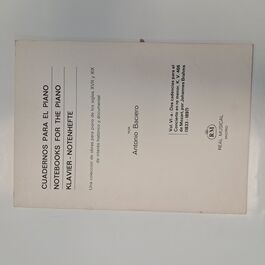 CUADERNOS PARA EL PIANO
NOTEBOOKS FOR THE PIANO
KLAVIER - NOTENHEFTE
Una colección de obras para piano de los siglos XVIII y XIX
de interés histórico y documental
POR
Antonio Baciero
Vol. VI-a : Dos cadencias para el
Concierto en re menor, K. V. 466
de Mozart por Johannes Brahms
(1833 - 1897)
RM
REAL MUSICAL
MADRID